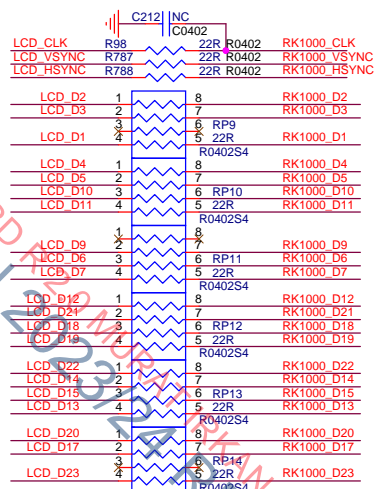 C212 NC
C0402
LCD_CLK R98 22R R0402 RK1000_CLK
LCD_VSYNC R787 22R R0402 RK1000_VSYNC
LCD_HSYNC R788 22R R0402 RK1000_HSYNC
LCD_D2 1 8 RK1000_D2
LCD_D3 2 7 RK1000_D3
3 6 RP9
LCD_D1 4 5 22R RK1000_D1
R0402S4
LCD_D4 1 8 RK1000_D4
LCD_D5 2 7 RK1000_D5
LCD_D10 3 6 RP10 RK1000_D10
LCD_D11 4 5 22R RK1000_D11
R0402S4
1 8
LCD_D9 2 7 RK1000_D9
LCD_D6 3 6 RP11 RK1000_D6
LCD_D7 4 5 22R RK1000_D7
R0402S4
LCD_D12 1 8 RK1000_D12
LCD_D21 2 7 RK1000_D21
LCD_D18 3 6 RP12 RK1000_D18
LCD_D19 4 5 22R RK1000_D19
R0402S4
LCD_D22 1 8 RK1000_D22
LCD_D14 2 7 RK1000_D14
LCD_D15 3 6 RP13 RK1000_D15
LCD_D13 4 5 22R RK1000_D13
R0402S4
LCD_D20 1 8 RK1000_D20
LCD_D17 2 7 RK1000_D17
3 6 RP14
LCD_D23 4 5 22R RK1000_D23
R0402S4
2023/24